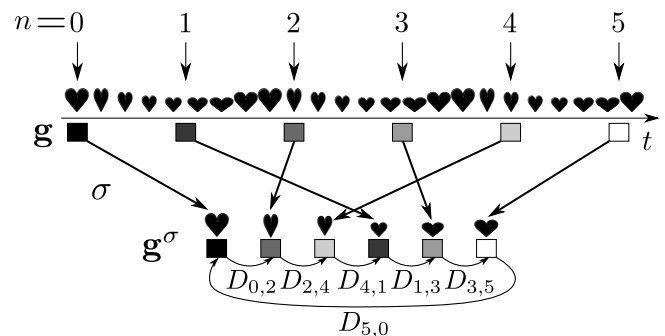 n=0 1 2 3 4 5
g t
σ
g^σ
D_{0,2} D_{2,4} D_{4,1} D_{1,3} D_{3,5}
D_{5,0}